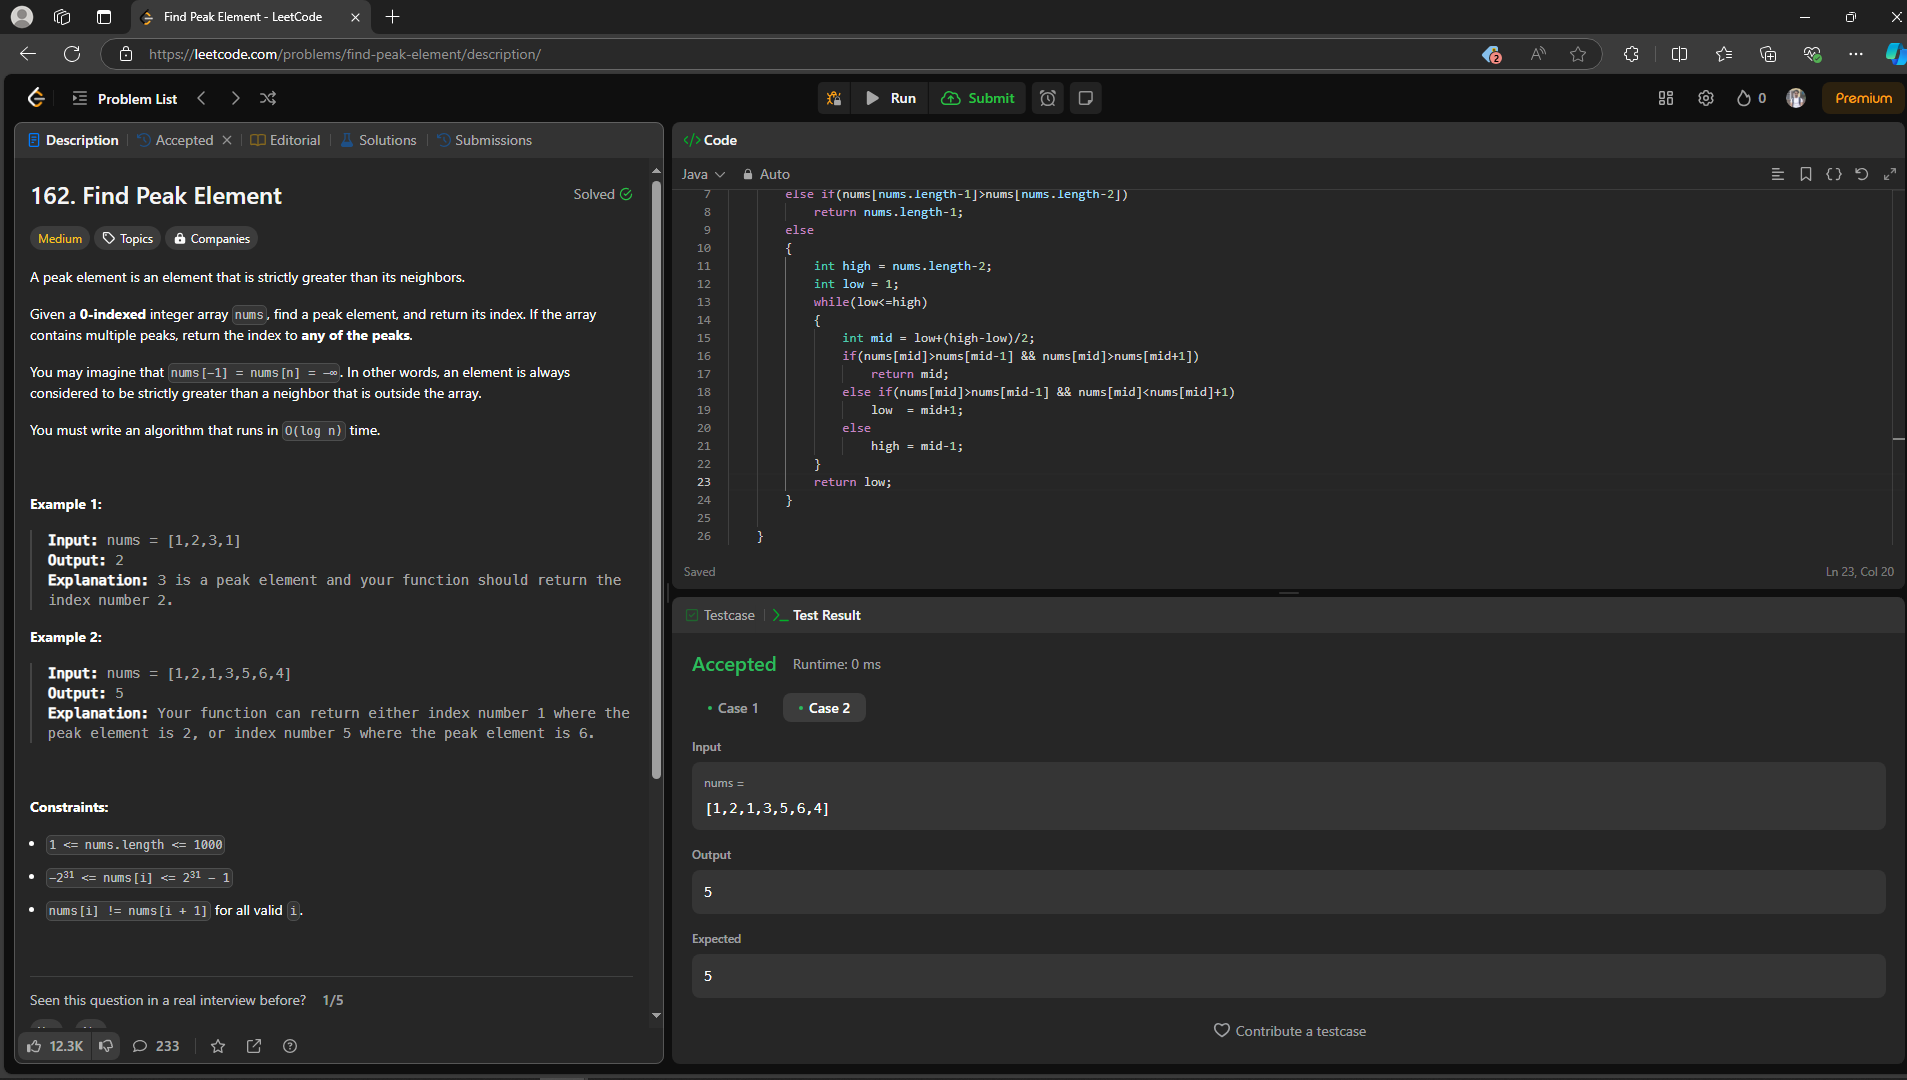 Find Peak Element - LeetCode
https://leetcode.com/problems/find-peak-element/description/
2
Problem List
Run
Submit
0
Premium
Description
Accepted
Editorial
Solutions
Submissions
162. Find Peak Element
Solved
Medium
Topics
Companies
A peak element is an element that is strictly greater than its neighbors.
Given a 0-indexed integer array nums, find a peak element, and return its index. If the array
contains multiple peaks, return the index to any of the peaks.
You may imagine that nums[-1] = nums[n] = -∞. In other words, an element is always
considered to be strictly greater than a neighbor that is outside the array.
You must write an algorithm that runs in O(log n) time.
Example 1:
Input: nums = [1,2,3,1]
Output: 2
Explanation: 3 is a peak element and your function should return the
index number 2.
Example 2:
Input: nums = [1,2,1,3,5,6,4]
Output: 5
Explanation: Your function can return either index number 1 where the
peak element is 2, or index number 5 where the peak element is 6.
Constraints:
• 1 <= nums.length <= 1000
• -2³¹ <= nums[i] <= 2³¹ - 1
• nums[i] != nums[i + 1] for all valid i.
Seen this question in a real interview before? 1/5
12.3K
233
</> Code
Java
Auto
7 else if(nums[nums.length-1]>nums[nums.length-2])
8 return nums.length-1;
9 else
10 {
11 int high = nums.length-2;
12 int low = 1;
13 while(low<=high)
14 {
15 int mid = low+(high-low)/2;
16 if(nums[mid]>nums[mid-1] && nums[mid]>nums[mid+1])
17 return mid;
18 else if(nums[mid]>nums[mid-1] && nums[mid]<nums[mid]+1)
19 low  = mid+1;
20 else
21 high = mid-1;
22 }
23 return low;
24 }
25
26 }
Saved
Ln 23, Col 20
Testcase
>_ Test Result
Accepted
Runtime: 0 ms
• Case 1
• Case 2
Input
nums =
[1,2,1,3,5,6,4]
Output
5
Expected
5
Contribute a testcase